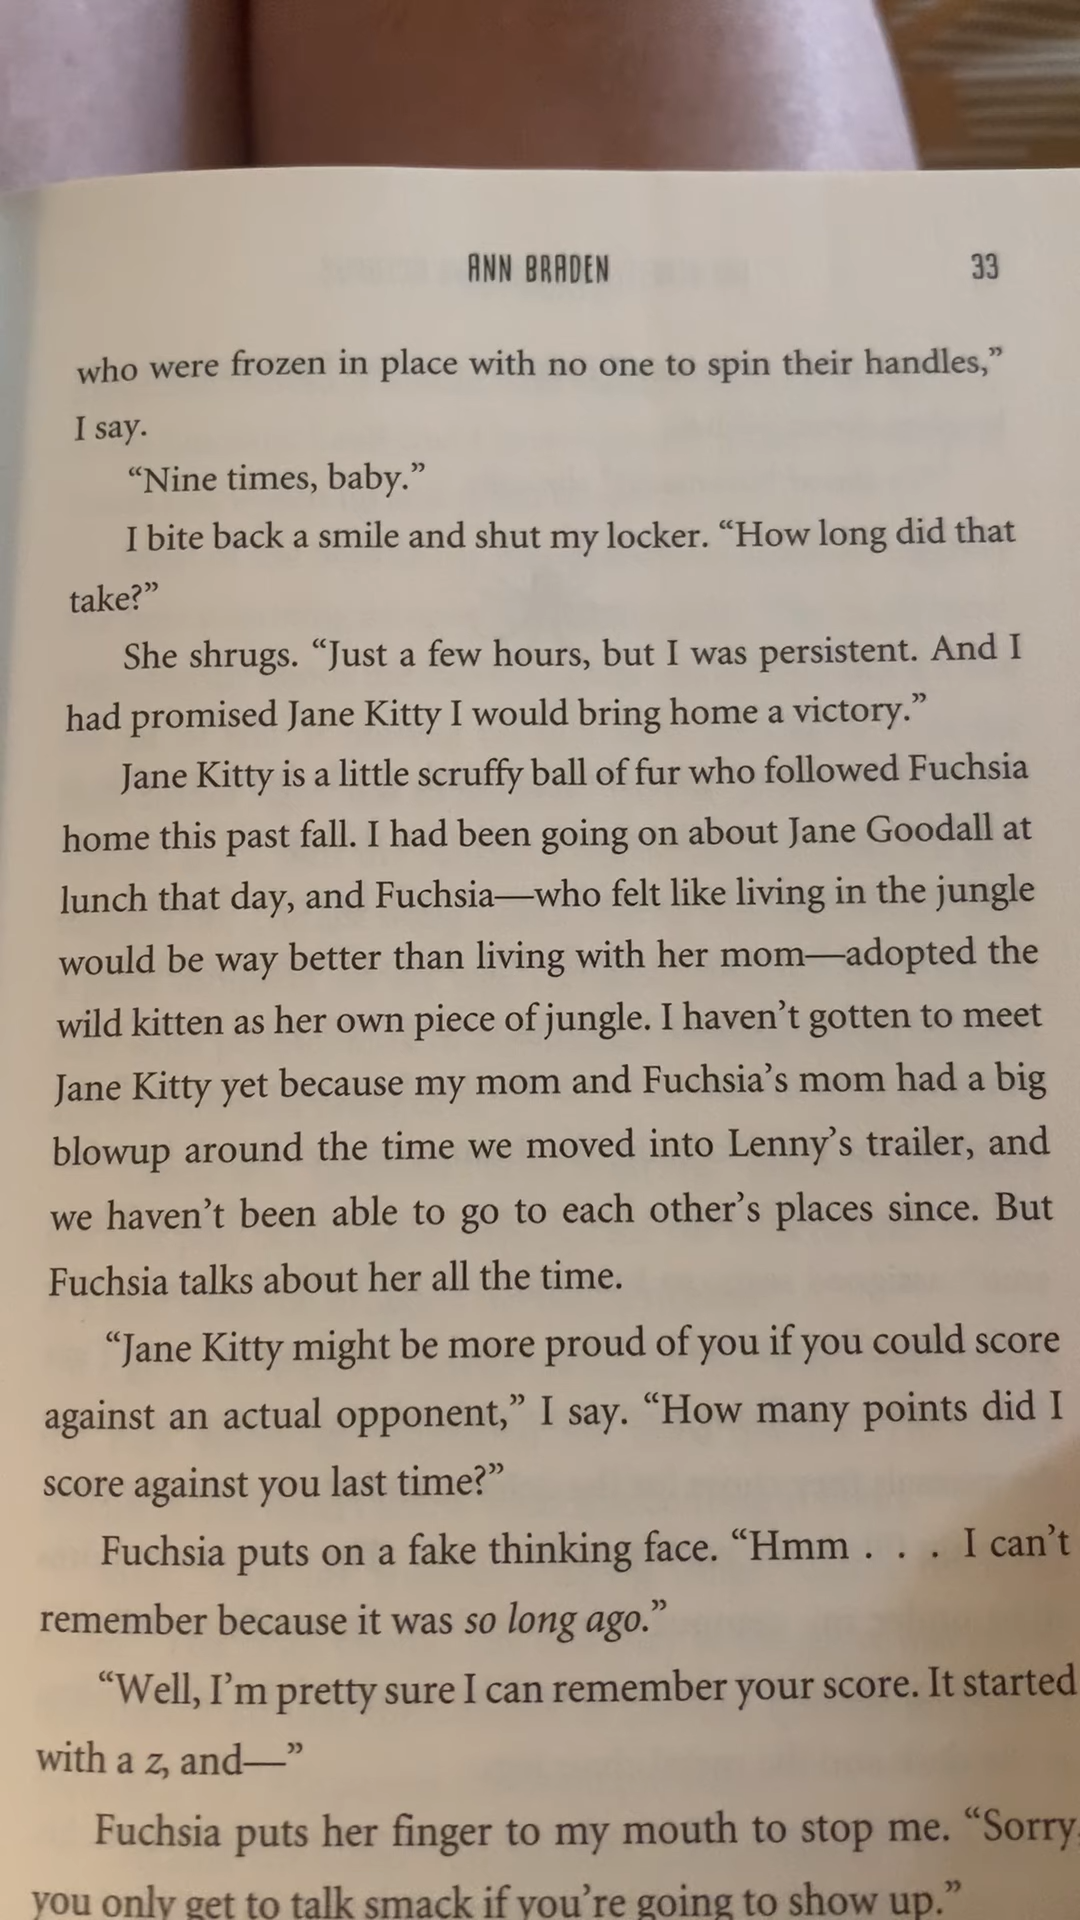 ANN BRADEN 33
who were frozen in place with no one to spin their handles,”
I say.
“Nine times, baby.”
I bite back a smile and shut my locker. “How long did that
take?”
She shrugs. “Just a few hours, but I was persistent. And I
had promised Jane Kitty I would bring home a victory.”
Jane Kitty is a little scruffy ball of fur who followed Fuchsia
home this past fall. I had been going on about Jane Goodall at
lunch that day, and Fuchsia—who felt like living in the jungle
would be way better than living with her mom—adopted the
wild kitten as her own piece of jungle. I haven’t gotten to meet
Jane Kitty yet because my mom and Fuchsia’s mom had a big
blowup around the time we moved into Lenny’s trailer, and
we haven’t been able to go to each other’s places since. But
Fuchsia talks about her all the time.
“Jane Kitty might be more proud of you if you could score
against an actual opponent,” I say. “How many points did I
score against you last time?”
Fuchsia puts on a fake thinking face. “Hmm . . . I can’t
remember because it was so long ago.”
“Well, I’m pretty sure I can remember your score. It started
with a z, and—”
Fuchsia puts her finger to my mouth to stop me. “Sorry,
you only get to talk smack if you’re going to show up.”